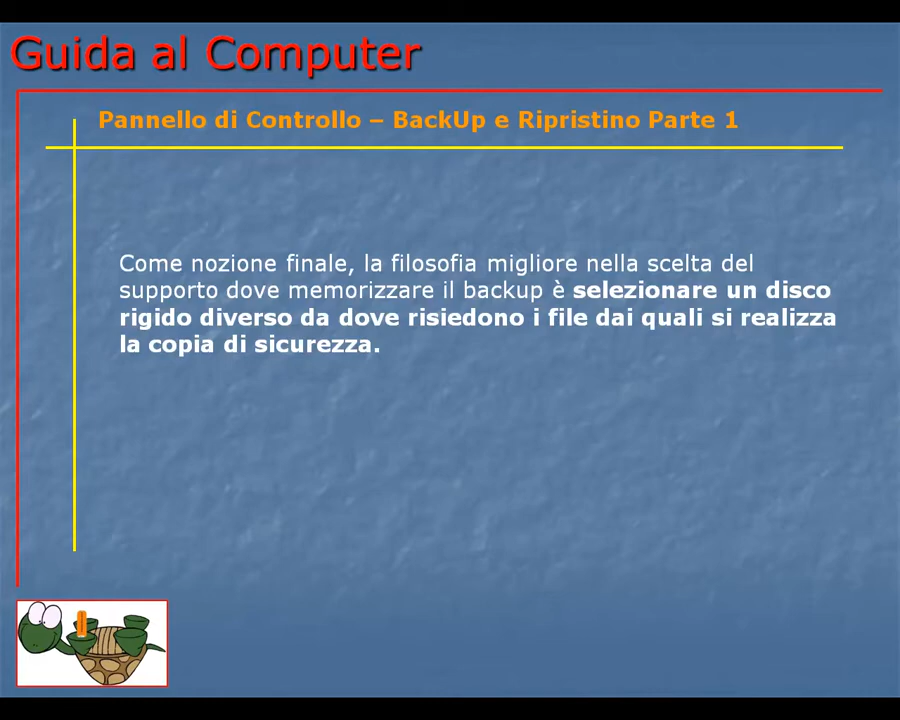 Guida al Computer
Pannello di Controllo – BackUp e Ripristino Parte 1
Come nozione finale, la filosofia migliore nella scelta del
supporto dove memorizzare il backup è selezionare un disco
rigido diverso da dove risiedono i file dai quali si realizza
la copia di sicurezza.